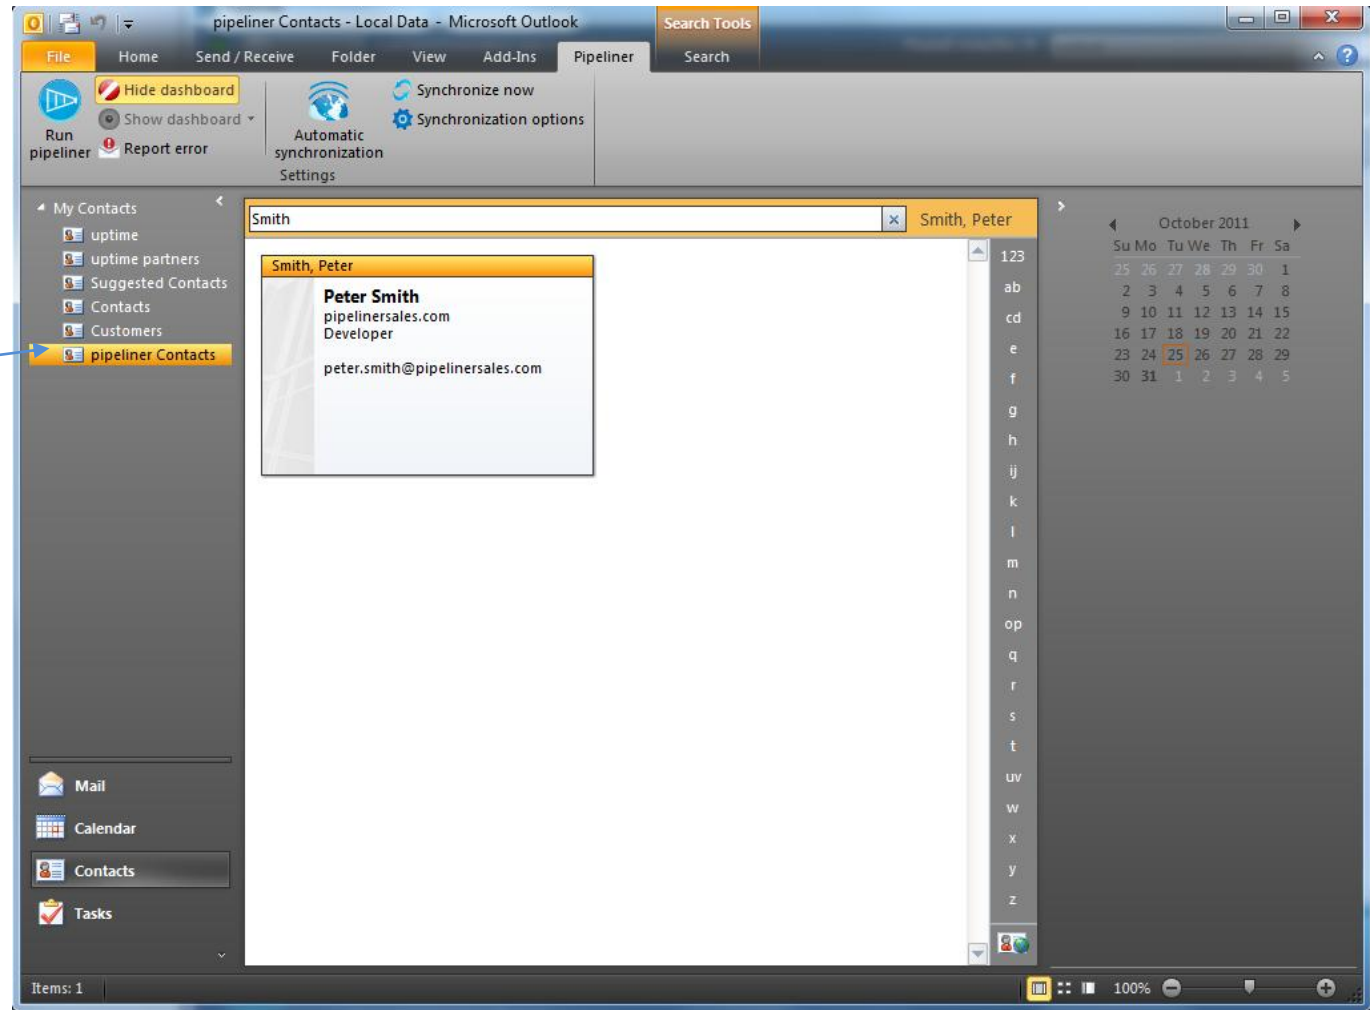 pipeliner Contacts - Local Data - Microsoft Outlook
Search Tools
File Home Send / Receive Folder View Add-Ins Pipeliner Search
Run pipeliner
Hide dashboard
Show dashboard
Report error
Automatic synchronization
Synchronize now
Synchronization options
Settings
My Contacts
uptime
uptime partners
Suggested Contacts
Contacts
Customers
pipeliner Contacts
Mail
Calendar
Contacts
Tasks
Smith
Smith, Peter
Smith, Peter
Peter Smith
pipelinersales.com
Developer
peter.smith@pipelinersales.com
123
ab
cd
e
f
g
h
ij
k
l
m
n
op
q
r
s
t
uv
w
x
y
z
October 2011
Su Mo Tu We Th Fr Sa
25 26 27 28 29 30 1
2 3 4 5 6 7 8
9 10 11 12 13 14 15
16 17 18 19 20 21 22
23 24 25 26 27 28 29
30 31 1 2 3 4 5
Items: 1
100%